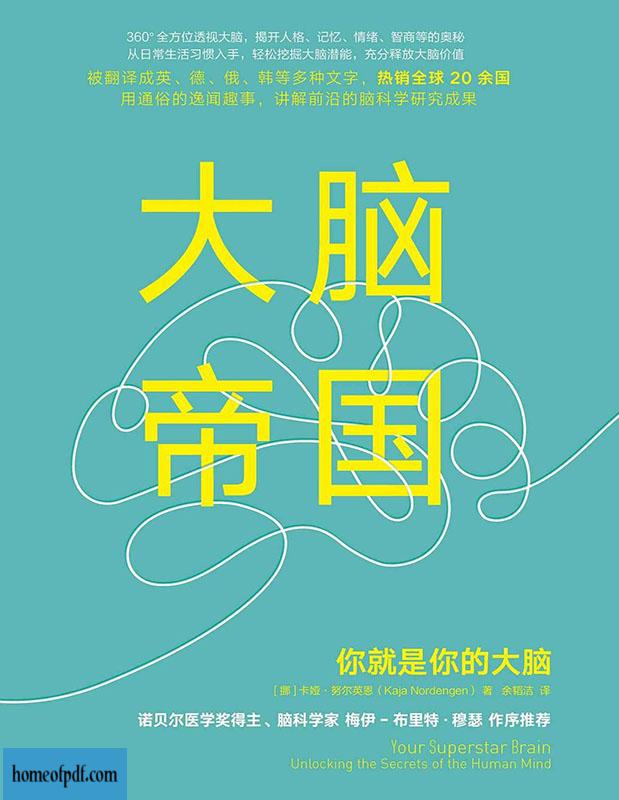 360°全方位透视大脑，揭开人格、记忆、情绪、智商等的奥秘
从日常生活习惯入手，轻松挖掘大脑潜能，充分释放大脑价值
被翻译成英、德、俄、韩等多种文字，热销全球 20 余国
用通俗的逸闻趣事，讲解前沿的脑科学研究成果
大脑
帝国
你就是你的大脑
［挪］卡娅·努尔英恩（Kaja Nordengen）著 余韬洁 译
诺贝尔医学奖得主、脑科学家 梅伊－布里特·穆瑟 作序推荐
Your Superstar Brain
Unlocking the Secrets of the Human Mind
homeofpdf.com